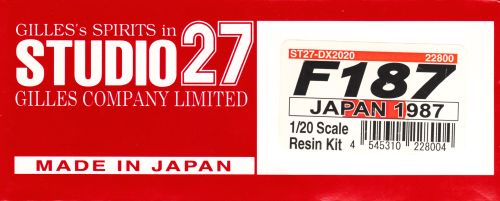 GILLES's SPIRITS in
STUDIO27
GILLES COMPANY LIMITED
MADE IN JAPAN
ST27-DX2020 22800
F187
JAPAN 1987
1/20 Scale
Resin Kit
4 545310 228004